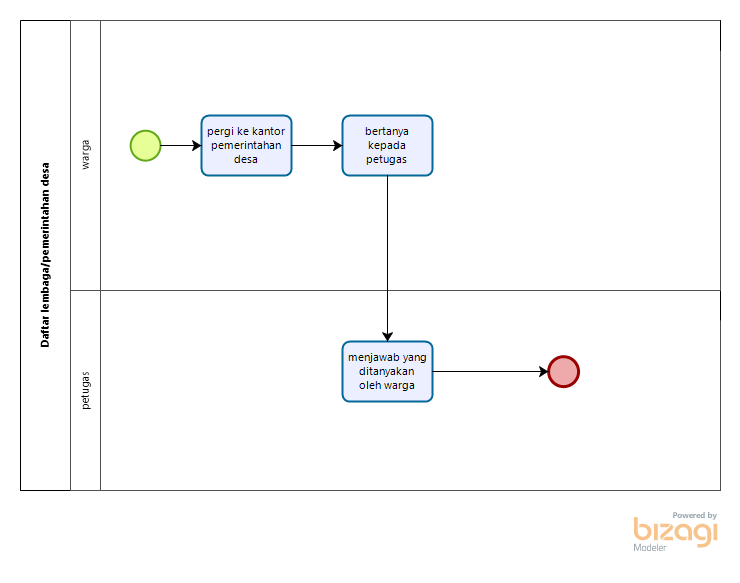 Daftar lembaga/pemerintahan desa
warga
pergi ke kantor
pemerintahan
desa
bertanya
kepada
petugas
petugas
menjawab yang
ditanyakan
oleh warga
Powered by
bizagi
Modeler